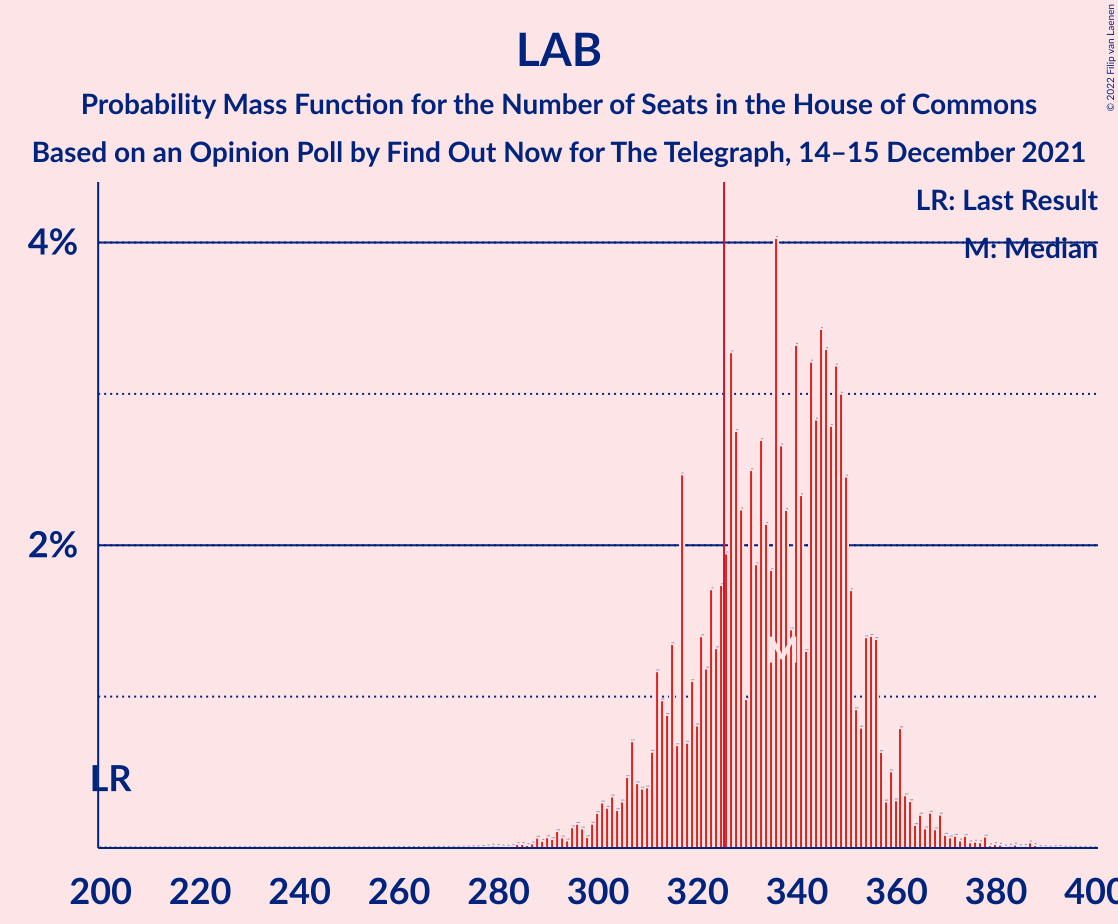 LAB
Probability Mass Function for the Number of Seats in the House of Commons
Based on an Opinion Poll by Find Out Now for The Telegraph, 14–15 December 2021
© 2022 Filip van Laenen
LR: Last Result
M: Median
4%
2%
M
LR
200 220 240 260 280 300 320 340 360 380 400